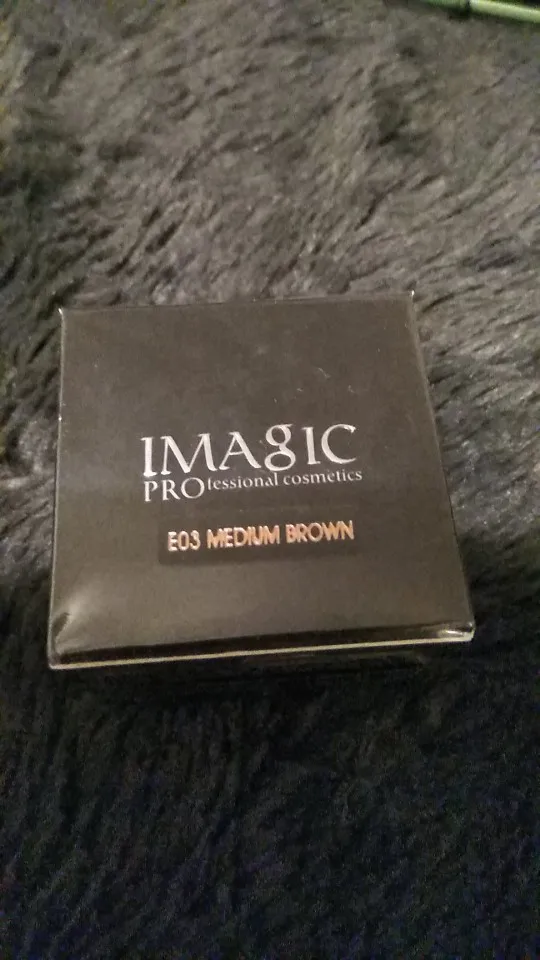 IMAGIC
PROfessional cosmetics
E03 MEDIUM BROWN